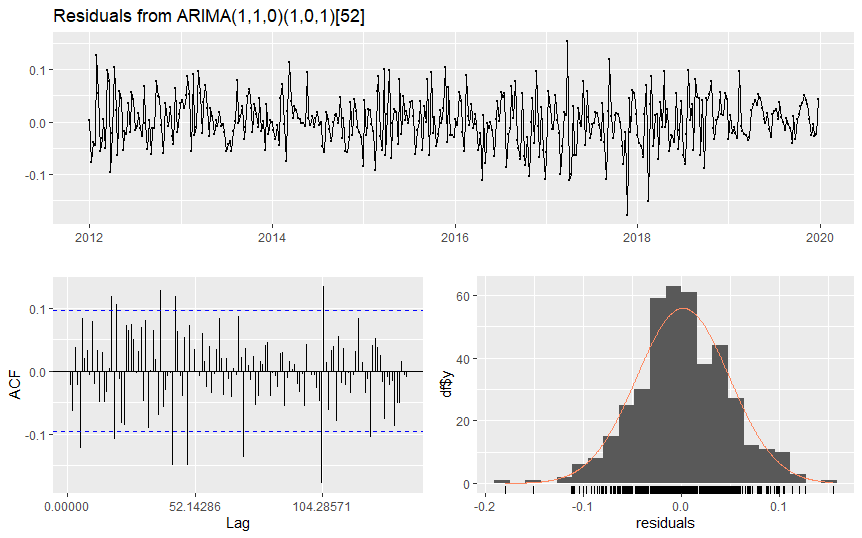 Residuals from ARIMA(1,1,0)(1,0,1)[52]
0.1
0.0
-0.1
2012 2014 2016 2018 2020
ACF
0.1
0.0
-0.1
0.00000 52.14286 104.28571
Lag
df$y
60
40
20
0
-0.2 -0.1 0.0 0.1
residuals